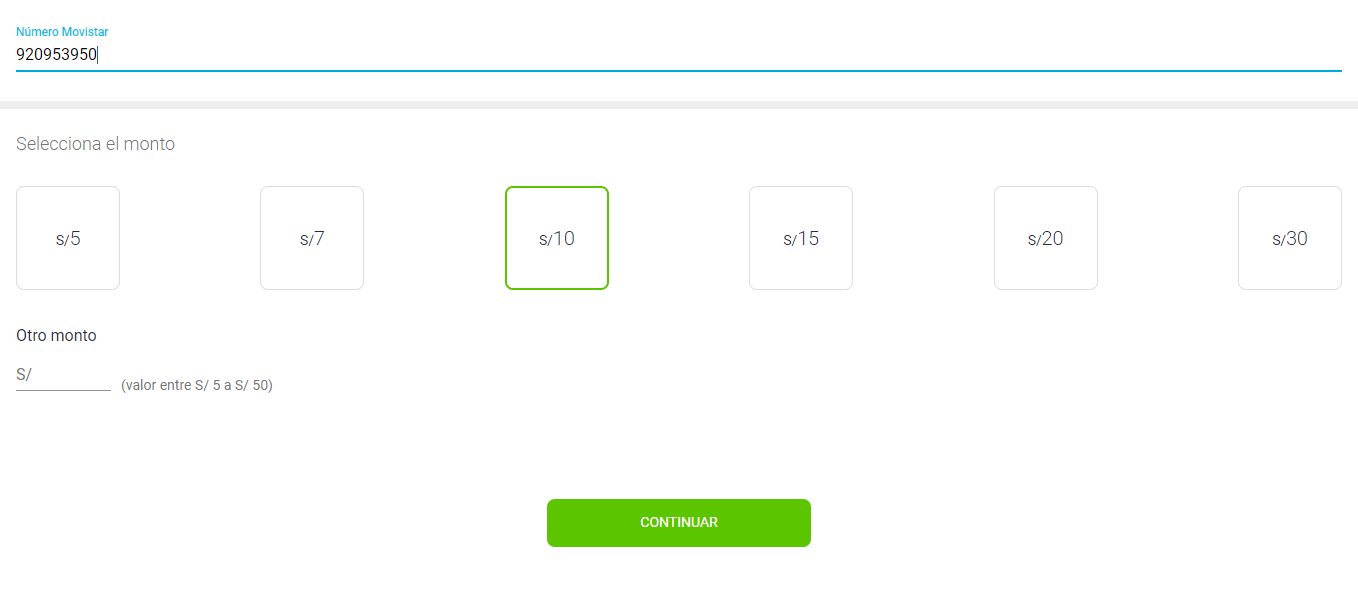 Número Movistar
920953950
Selecciona el monto
s/5 s/7 s/10 s/15 s/20 s/30
Otro monto
S/ (valor entre S/ 5 a S/ 50)
CONTINUAR